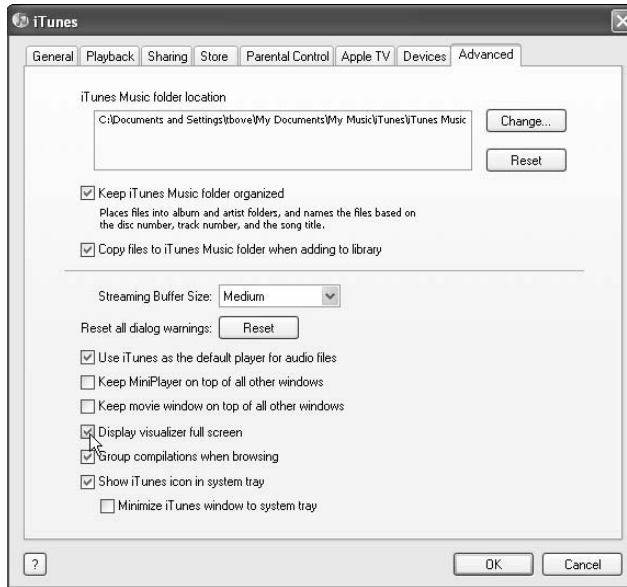 iTunes
General Playback Sharing Store Parental Control Apple TV Devices Advanced
iTunes Music folder location
C:\Documents and Settings\tbove\My Documents\My Music\iTunes\iTunes Music
Change...
Reset
Keep iTunes Music folder organized
Places files into album and artist folders, and names the files based on
the disc number, track number, and the song title.
Copy files to iTunes Music folder when adding to library
Streaming Buffer Size: Medium
Reset all dialog warnings: Reset
Use iTunes as the default player for audio files
Keep MiniPlayer on top of all other windows
Keep movie window on top of all other windows
Display visualizer full screen
Group compilations when browsing
Show iTunes icon in system tray
Minimize iTunes window to system tray
? OK Cancel